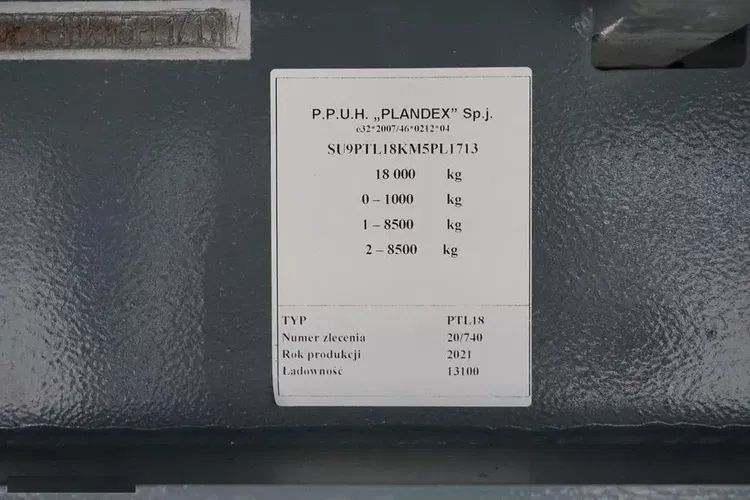 P.P.U.H. „PLANDEX” Sp.j.
e32*2007/46*0212*04
SU9PTL18KM5PL1713
18 000 kg
0 – 1000 kg
1 – 8500 kg
2 – 8500 kg
TYP PTL18
Numer zlecenia 20/740
Rok produkcji 2021
Ładowność 13100